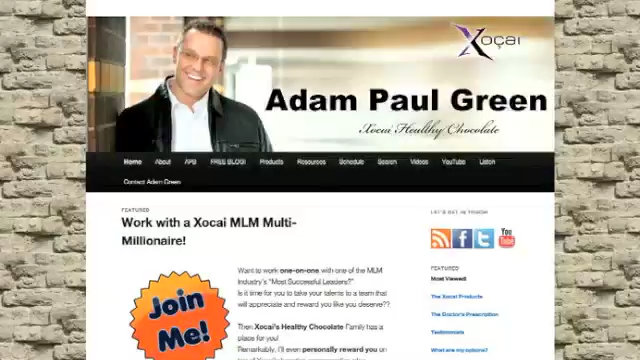 Xoçai
Adam Paul Green
Xocai Healthy Chocolate
Home About APG FREE BLOG! Products Resources Schedule Search Videos YouTube Listen
Contact Adam Green
FEATURED
LET'S GET IN TOUCH!
Work with a Xocai MLM Multi-
Millionaire!
You
Tube
FEATURED
Most Viewed:
Want to work one-on-one with one of the MLM
Industry's "Most Successful Leaders?"
Is it time for you to take your talents to a team that
will appreciate and reward you like you deserve??
The Xocai Products
The Doctor's Prescription
Join
Me!
Then Xocai's Healthy Chocolate Family has a
place for you!
Testimonials
Remarkably, I'll even personally reward you on
What are my options?